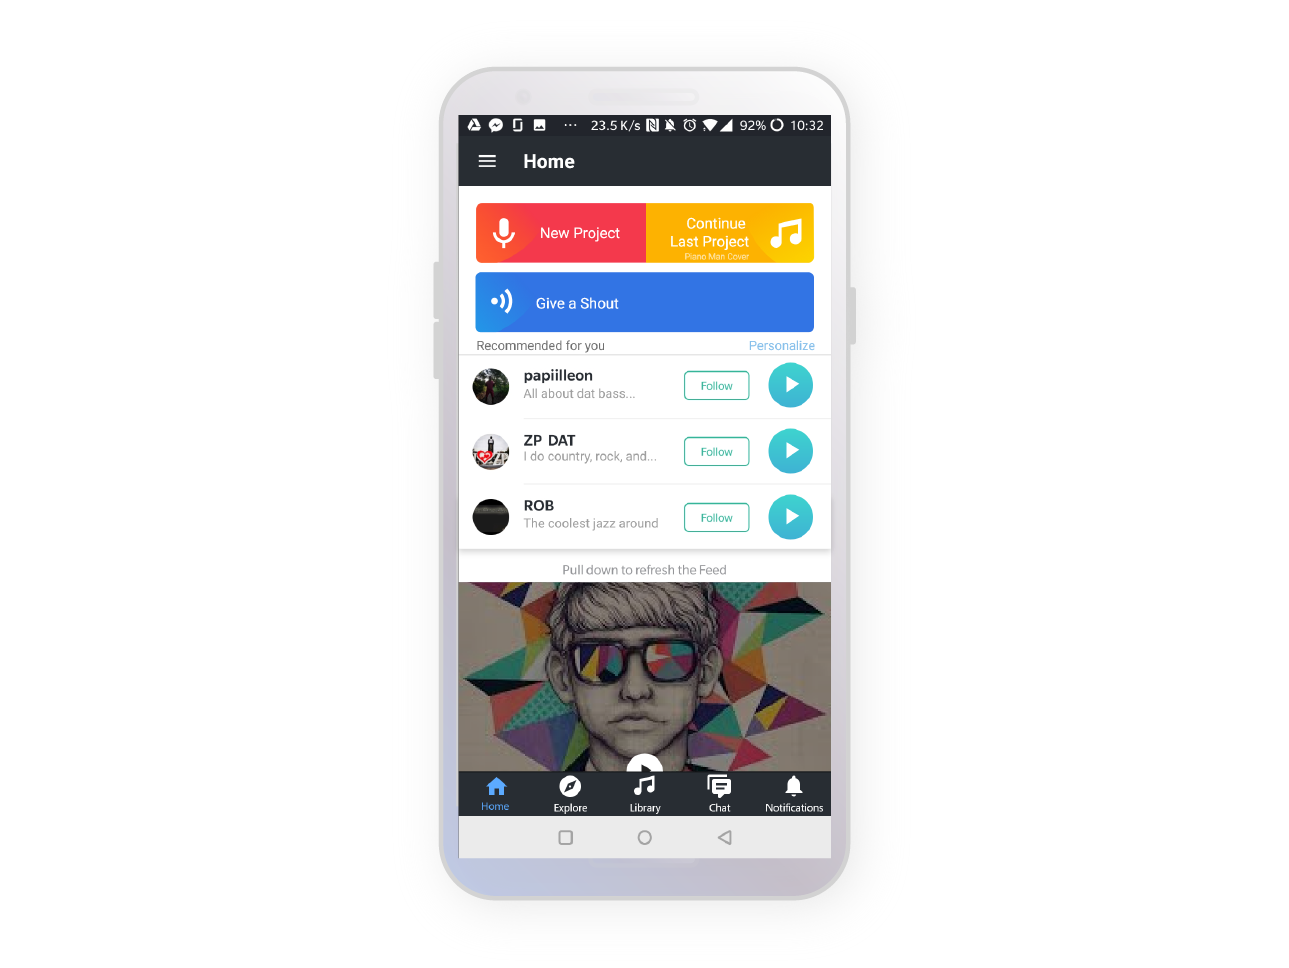 23.5 K/s 92% 10:32
Home
New Project
Continue
Last Project
Piano Man Cover
Give a Shout
Recommended for you Personalize
papiilleon
All about dat bass...
Follow
ZP DAT
I do country, rock, and...
Follow
ROB
The coolest jazz around
Follow
Pull down to refresh the Feed
Home Explore Library Chat Notifications